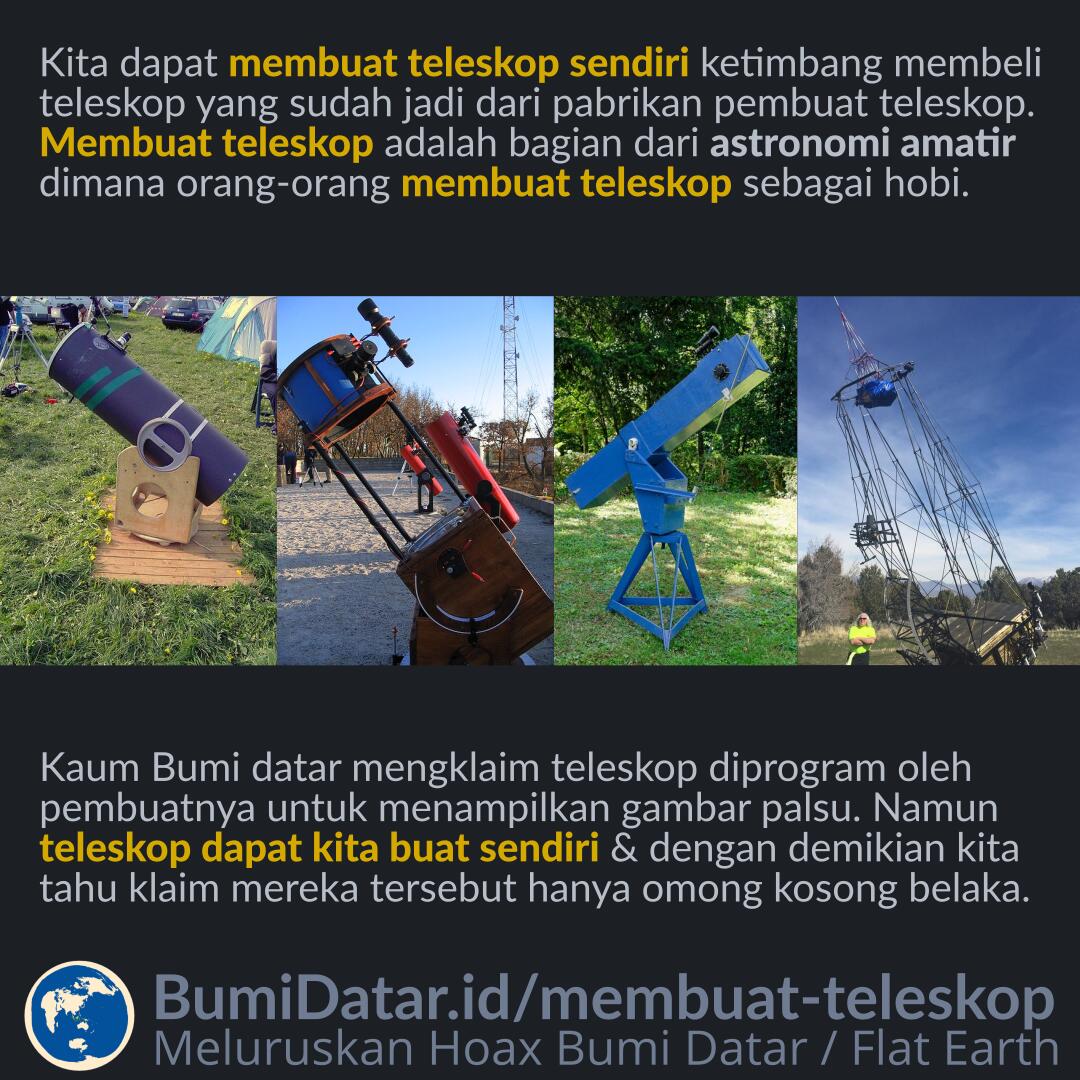 Kita dapat membuat teleskop sendiri ketimbang membeli
teleskop yang sudah jadi dari pabrikan pembuat teleskop.
Membuat teleskop adalah bagian dari astronomi amatir
dimana orang-orang membuat teleskop sebagai hobi.
Kaum Bumi datar mengklaim teleskop diprogram oleh
pembuatnya untuk menampilkan gambar palsu. Namun
teleskop dapat kita buat sendiri & dengan demikian kita
tahu klaim mereka tersebut hanya omong kosong belaka.
BumiDatar.id/membuat-teleskop
Meluruskan Hoax Bumi Datar / Flat Earth